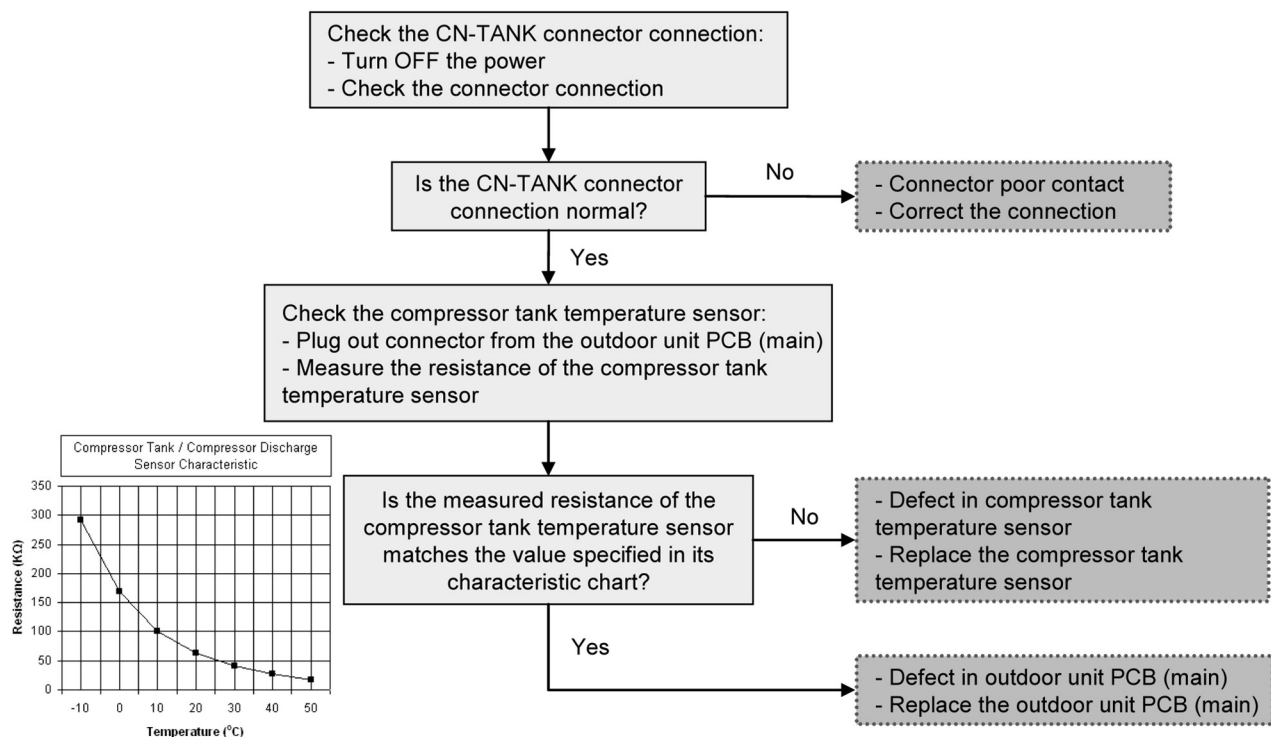 Check the CN-TANK connector connection:
- Turn OFF the power
- Check the connector connection
Is the CN-TANK connector
connection normal?
No
- Connector poor contact
- Correct the connection
Yes
Check the compressor tank temperature sensor:
- Plug out connector from the outdoor unit PCB (main)
- Measure the resistance of the compressor tank
temperature sensor
Compressor Tank / Compressor Discharge
Sensor Characteristic
Resistance (KΩ)
350
300
250
200
150
100
50
0
-10 0 10 20 30 40 50
Temperature (°C)
Is the measured resistance of the
compressor tank temperature sensor
matches the value specified in its
characteristic chart?
No
- Defect in compressor tank
temperature sensor
- Replace the compressor tank
temperature sensor
Yes
- Defect in outdoor unit PCB (main)
- Replace the outdoor unit PCB (main)